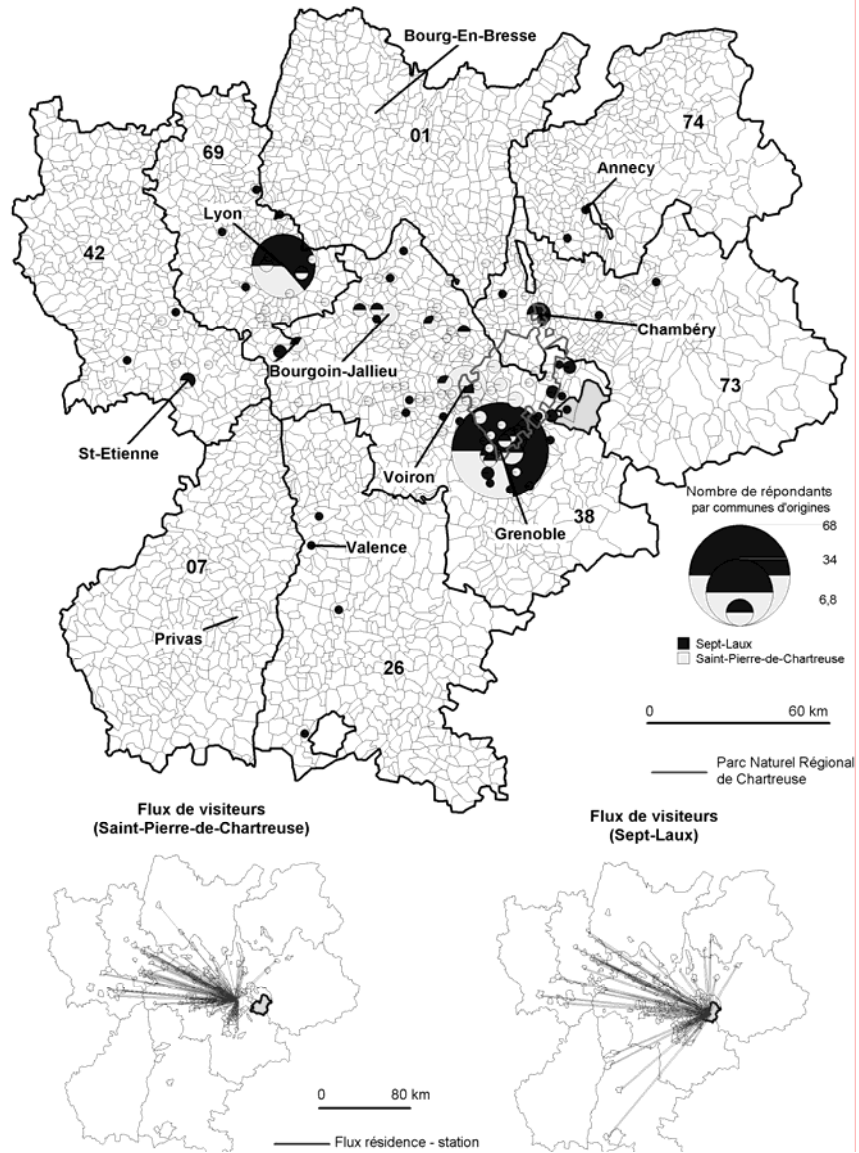 Bourg-En-Bresse
01
74
69
Annecy
Lyon
42
Chambéry
Bourgoin-Jallieu
73
St-Etienne
Voiron
Grenoble
38
Valence
07
Privas
26
Nombre de répondants
par communes d'origines
68
34
6,8
Sept-Laux
Saint-Pierre-de-Chartreuse
0 60 km
Parc Naturel Régional
de Chartreuse
Flux de visiteurs
(Saint-Pierre-de-Chartreuse)
Flux de visiteurs
(Sept-Laux)
0 80 km
Flux résidence - station